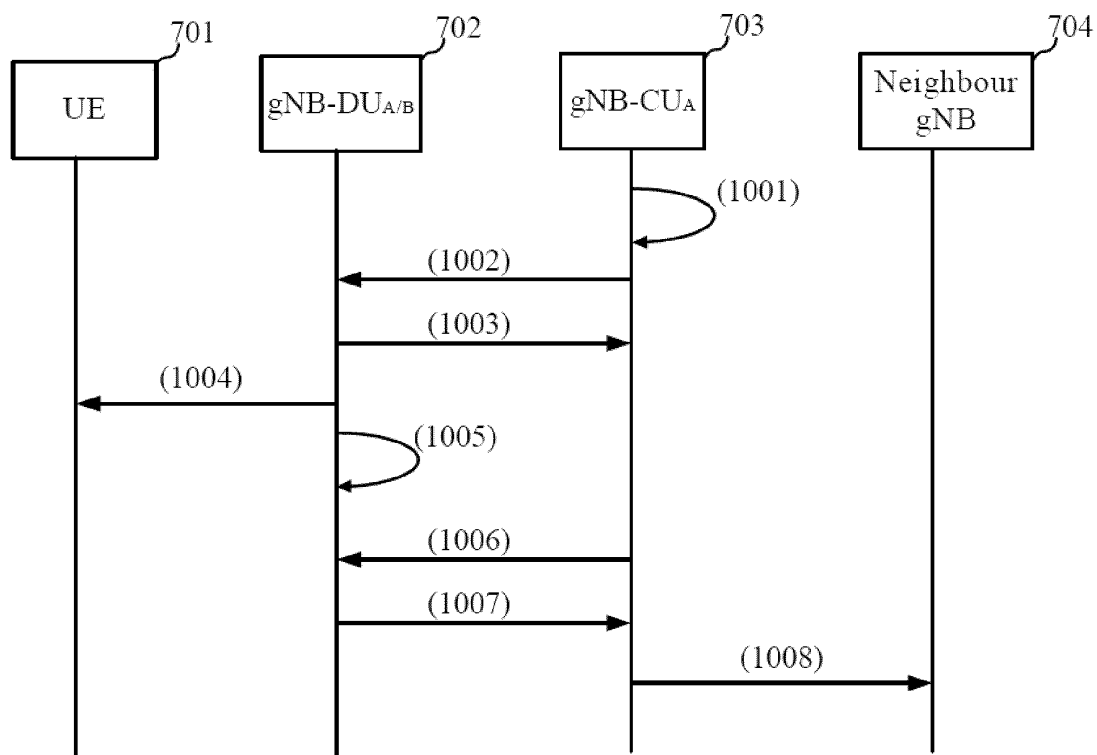 701
702
703
704
UE
gNB-DUA/B
gNB-CUA
Neighbour
gNB
(1001)
(1002)
(1003)
(1004)
(1005)
(1006)
(1007)
(1008)